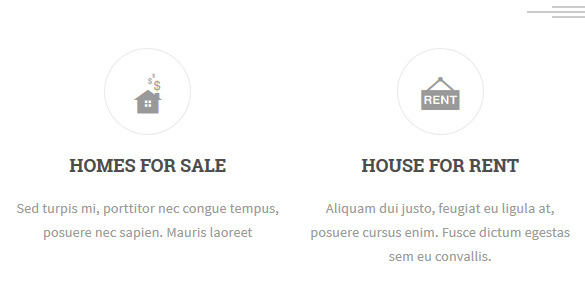 RENT
HOMES FOR SALE
Sed turpis mi, porttitor nec congue tempus,
posuere nec sapien. Mauris laoreet
HOUSE FOR RENT
Aliquam dui justo, feugiat eu ligula at,
posuere cursus enim. Fusce dictum egestas
sem eu convallis.